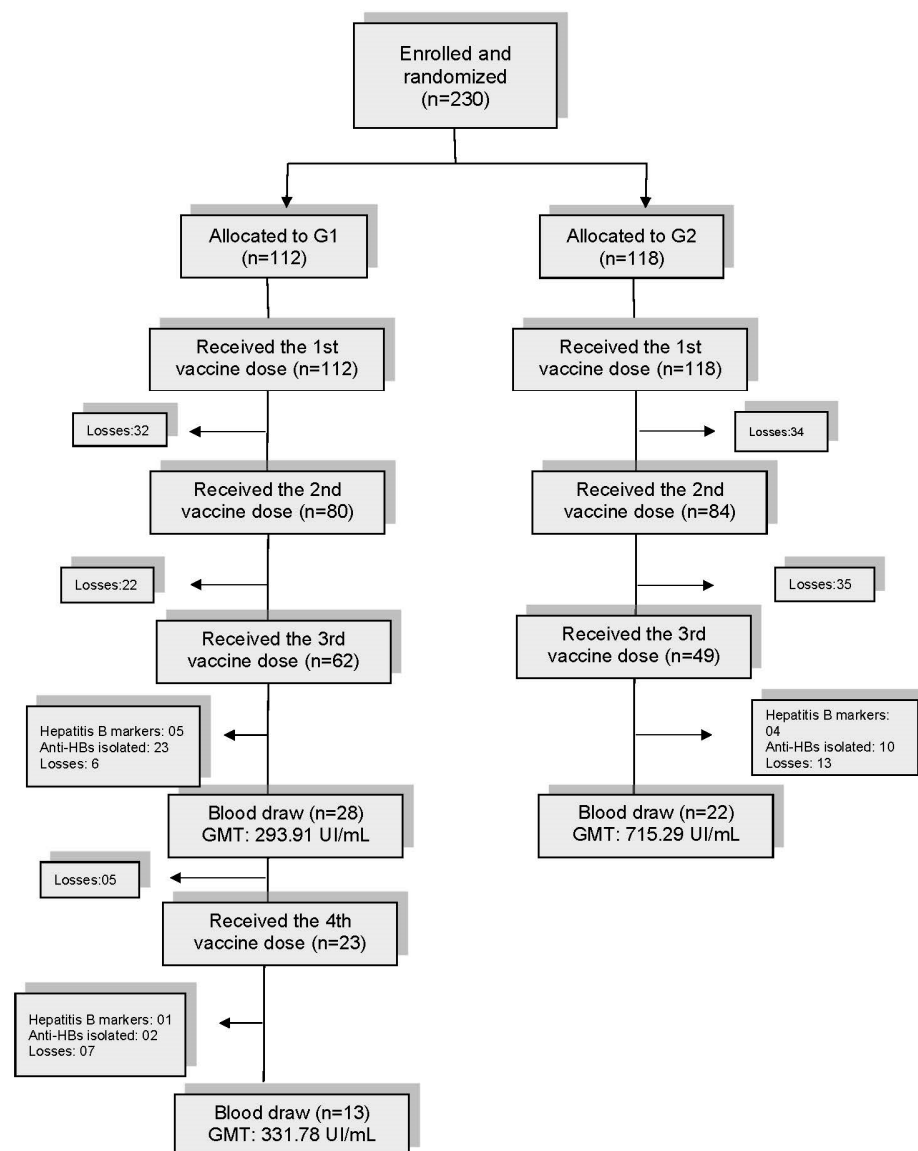 Enrolled and
randomized
(n=230)
Allocated to G1
(n=112)
Allocated to G2
(n=118)
Received the 1st
vaccine dose (n=112)
Received the 1st
vaccine dose (n=118)
Losses:32
Losses:34
Received the 2nd
vaccine dose (n=80)
Received the 2nd
vaccine dose (n=84)
Losses:22
Losses:35
Received the 3rd
vaccine dose (n=62)
Received the 3rd
vaccine dose (n=49)
Hepatitis B markers: 05
Anti-HBs isolated: 23
Losses: 6
Hepatitis B markers:
04
Anti-HBs isolated: 10
Losses: 13
Blood draw (n=28)
GMT: 293.91 UI/mL
Blood draw (n=22)
GMT: 715.29 UI/mL
Losses:05
Received the 4th
vaccine dose (n=23)
Hepatitis B markers: 01
Anti-HBs isolated: 02
Losses: 07
Blood draw (n=13)
GMT: 331.78 UI/mL